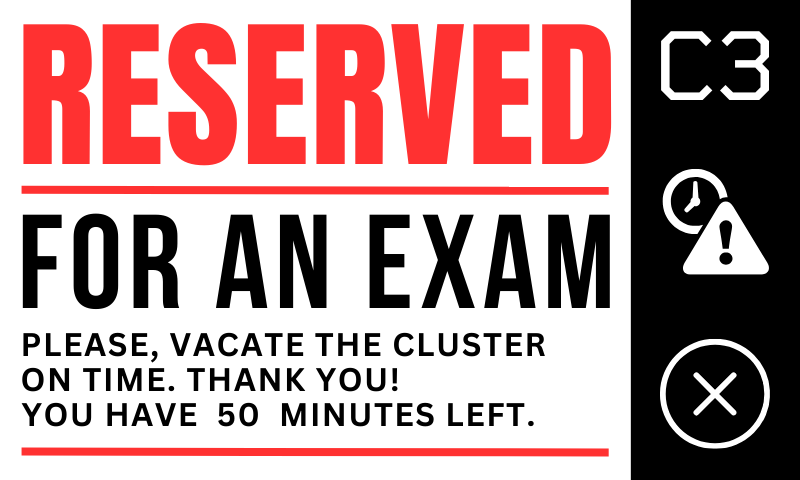 RESERVED
FOR AN EXAM
PLEASE, VACATE THE CLUSTER
ON TIME. THANK YOU!
YOU HAVE 50 MINUTES LEFT.
C3